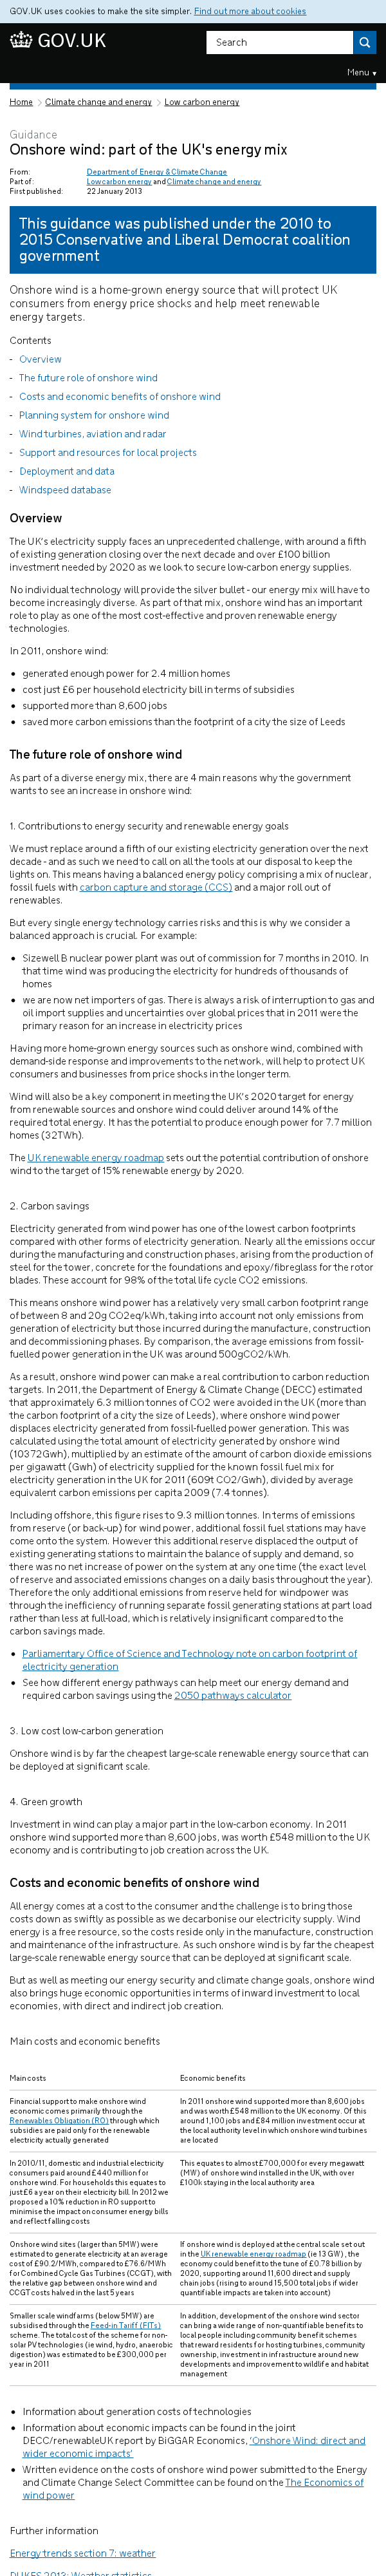 GOV.UK uses cookies to make the site simpler. Find out more about cookies
GOV.UK
Search
Menu ▾
Home
Climate change and energy
Low carbon energy
Guidance
Onshore wind: part of the UK's energy mix
From: Department of Energy & Climate Change
Part of: Low carbon energy and Climate change and energy
First published: 22 January 2013
This guidance was published under the 2010 to
2015 Conservative and Liberal Democrat coalition
government
Onshore wind is a home-grown energy source that will protect UK
consumers from energy price shocks and help meet renewable
energy targets.
Contents
- Overview
- The future role of onshore wind
- Costs and economic benefits of onshore wind
- Planning system for onshore wind
- Wind turbines, aviation and radar
- Support and resources for local projects
- Deployment and data
- Windspeed database
Overview
The UK's electricity supply faces an unprecedented challenge, with around a fifth
of existing generation closing over the next decade and over £100 billion
investment needed by 2020 as we look to secure low-carbon energy supplies.
No individual technology will provide the silver bullet - our energy mix will have to
become increasingly diverse. As part of that mix, onshore wind has an important
role to play as one of the most cost-effective and proven renewable energy
technologies.
In 2011, onshore wind:
• generated enough power for 2.4 million homes
• cost just £6 per household electricity bill in terms of subsidies
• supported more than 8,600 jobs
• saved more carbon emissions than the footprint of a city the size of Leeds
The future role of onshore wind
As part of a diverse energy mix, there are 4 main reasons why the government
wants to see an increase in onshore wind:
1. Contributions to energy security and renewable energy goals
We must replace around a fifth of our existing electricity generation over the next
decade - and as such we need to call on all the tools at our disposal to keep the
lights on. This means having a balanced energy policy comprising a mix of nuclear,
fossil fuels with carbon capture and storage (CCS) and a major roll out of
renewables.
But every single energy technology carries risks and this is why we consider a
balanced approach is crucial. For example:
• Sizewell B nuclear power plant was out of commission for 7 months in 2010. In
that time wind was producing the electricity for hundreds of thousands of
homes
• we are now net importers of gas. There is always a risk of interruption to gas and
oil import supplies and uncertainties over global prices that in 2011 were the
primary reason for an increase in electricity prices
Having more home-grown energy sources such as onshore wind, combined with
demand-side response and improvements to the network, will help to protect UK
consumers and businesses from price shocks in the longer term.
Wind will also be a key component in meeting the UK's 2020 target for energy
from renewable sources and onshore wind could deliver around 14% of the
required total energy. It has the potential to produce enough power for 7.7 million
homes (32TWh).
The UK renewable energy roadmap sets out the potential contribution of onshore
wind to the target of 15% renewable energy by 2020.
2. Carbon savings
Electricity generated from wind power has one of the lowest carbon footprints
compared with other forms of electricity generation. Nearly all the emissions occur
during the manufacturing and construction phases, arising from the production of
steel for the tower, concrete for the foundations and epoxy/fibreglass for the rotor
blades. These account for 98% of the total life cycle CO2 emissions.
This means onshore wind power has a relatively very small carbon footprint range
of between 8 and 20g CO2eq/kWh, taking into account not only emissions from
generation of electricity but those incurred during the manufacture, construction
and decommissioning phases. By comparison, the average emissions from fossil-
fuelled power generation in the UK was around 500gCO2/kWh.
As a result, onshore wind power can make a real contribution to carbon reduction
targets. In 2011, the Department of Energy & Climate Change (DECC) estimated
that approximately 6.3 million tonnes of CO2 were avoided in the UK (more than
the carbon footprint of a city the size of Leeds), where onshore wind power
displaces electricity generated from fossil-fuelled power generation. This was
calculated using the total amount of electricity generated from onshore wind
(10372Gwh), multiplied by an estimate of the amount of carbon dioxide emissions
per gigawatt (Gwh) of electricity supplied for the known fossil fuel mix for
electricity generation in the UK for 2011 (609t CO2/Gwh), divided by average
equivalent carbon emissions per capita 2009 (7.4 tonnes).
Including offshore, this figure rises to 9.3 million tonnes. In terms of emissions
from reserve (or back-up) for wind power, additional fossil fuel stations may have
come onto the system. However this additional reserve displaced the output of
existing generating stations to maintain the balance of supply and demand, so
there was no net increase of power on the system at any one time (the exact level
of reserve and associated emissions changes on a daily basis throughout the year).
Therefore the only additional emissions from reserve held for windpower was
through the inefficiency of running separate fossil generating stations at part load
rather than less at full-load, which is relatively insignificant compared to the
carbon savings made.
• Parliamentary Office of Science and Technology note on carbon footprint of
electricity generation
• See how different energy pathways can help meet our energy demand and
required carbon savings using the 2050 pathways calculator
3. Low cost low-carbon generation
Onshore wind is by far the cheapest large-scale renewable energy source that can
be deployed at significant scale.
4. Green growth
Investment in wind can play a major part in the low-carbon economy. In 2011
onshore wind supported more than 8,600 jobs, was worth £548 million to the UK
economy and is contributing to job creation across the UK.
Costs and economic benefits of onshore wind
All energy comes at a cost to the consumer and the challenge is to bring those
costs down as swiftly as possible as we decarbonise our electricity supply. Wind
energy is a free resource, so the costs reside only in the manufacture, construction
and maintenance of the infrastructure. As such onshore wind is by far the cheapest
large-scale renewable energy source that can be deployed at significant scale.
But as well as meeting our energy security and climate change goals, onshore wind
also brings huge economic opportunities in terms of inward investment to local
economies, with direct and indirect job creation.
Main costs and economic benefits
Main costs
Economic benefits
Financial support to make onshore wind
economic comes primarily through the
Renewables Obligation (RO) through which
subsidies are paid only for the renewable
electricity actually generated
In 2011 onshore wind supported more than 8,600 jobs
and was worth £548 million to the UK economy. Of this
around 1,100 jobs and £84 million investment occur at
the local authority level in which onshore wind turbines
are located
In 2010/11, domestic and industrial electricity
consumers paid around £440 million for
onshore wind. For households this equates to
just £6 a year on their electricity bill. In 2012 we
proposed a 10% reduction in RO support to
minimise the impact on consumer energy bills
and reflect falling costs
This equates to almost £700,000 for every megawatt
(MW) of onshore wind installed in the UK, with over
£100k staying in the local authority area
Onshore wind sites (larger than 5MW) were
estimated to generate eletricity at an average
cost of £90.2/MWh, compared to £76.6/MWh
for Combined Cycle Gas Turbines (CCGT), with
the relative gap between onshore wind and
CCGT costs halved in the last 5 years
If onshore wind is deployed at the central scale set out
in the UK renewable energy roadmap (ie 13 GW) , the
economy could benefit to the tune of £0.78 billion by
2020, supporting around 11,600 direct and supply
chain jobs (rising to around 15,500 total jobs if wider
quantifiable impacts are taken into account)
Smaller scale windfarms (below 5MW) are
subsidised through the Feed-in Tariff (FITs)
scheme. The total cost of the scheme for non-
solar PV technologies (ie wind, hydro, anaerobic
digestion) was estimated to be £300,000 per
year in 2011
In addition, development of the onshore wind sector
can bring a wide range of non-quantifiable benefits to
local people including community benefit schemes
that reward residents for hosting turbines, community
ownership, investment in infrastructure around new
developments and improvement to wildlife and habitat
management
• Information about generation costs of technologies
• Information about economic impacts can be found in the joint
DECC/renewableUK report by BiGGAR Economics, 'Onshore Wind: direct and
wider economic impacts'
• Written evidence on the costs of onshore wind power submitted to the Energy
and Climate Change Select Committee can be found on the The Economics of
wind power
Further information
Energy trends section 7: weather
DUKES 2013: Weather statistics